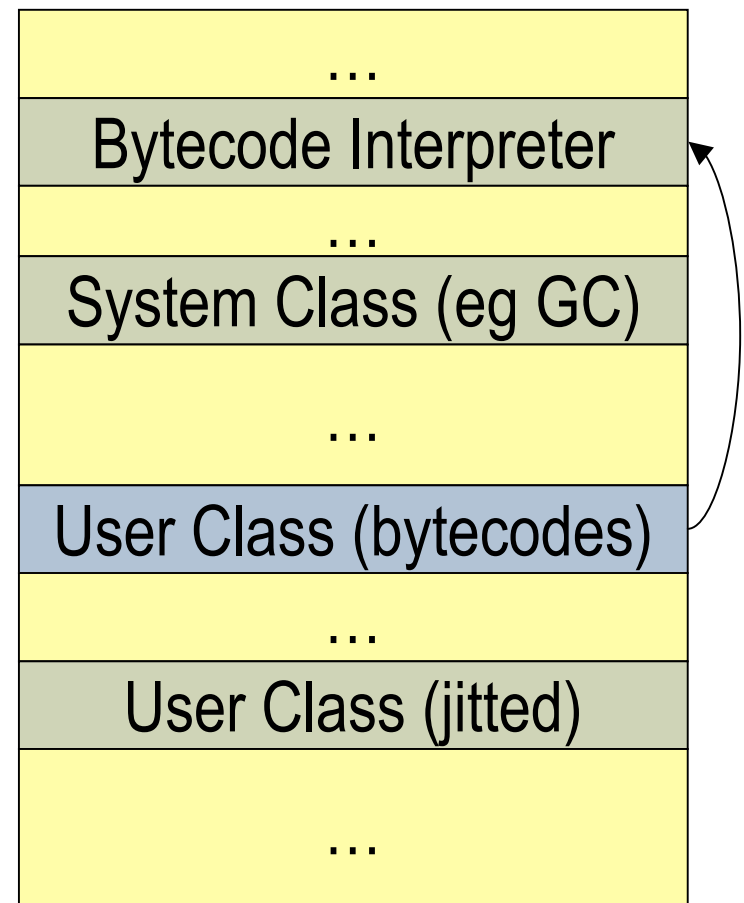 …
Bytecode Interpreter
…
System Class (eg GC)
…
User Class (bytecodes)
…
User Class (jitted)
…